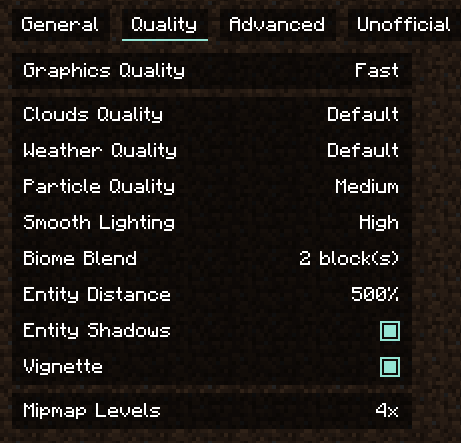 General Quality Advanced Unofficial
Graphics Quality Fast
Clouds Quality Default
Weather Quality Default
Particle Quality Medium
Smooth Lighting High
Biome Blend 2 block(s)
Entity Distance 500%
Entity Shadows
Vignette
Mipmap Levels 4x